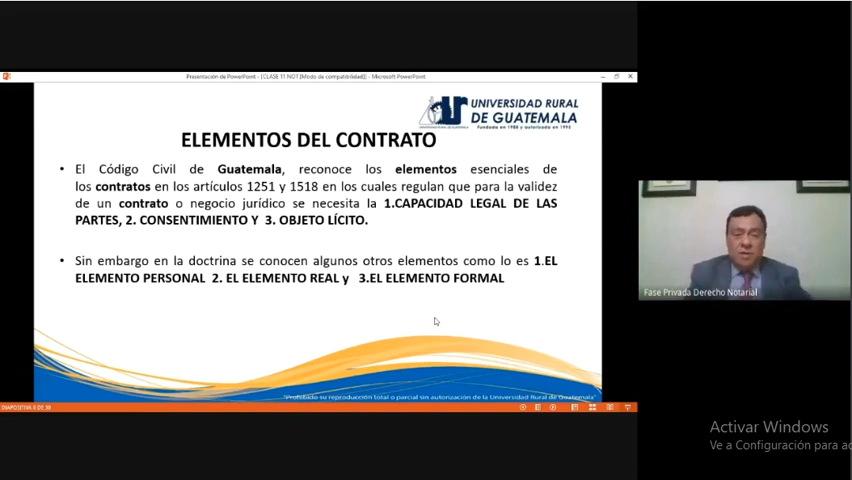 Presentación de PowerPoint - [CLASE 11 NOT [Modo de compatibilidad] - Microsoft PowerPoint
UNIVERSIDAD RURAL
DE GUATEMALA
Fundada en 1988 y autorizada en 1995
ELEMENTOS DEL CONTRATO
• El Código Civil de Guatemala, reconoce los elementos esenciales de
los contratos en los artículos 1251 y 1518 en los cuales regulan que para la validez
de un contrato o negocio jurídico se necesita la 1.CAPACIDAD LEGAL DE LAS
PARTES, 2. CONSENTIMIENTO Y 3. OBJETO LÍCITO.
• Sin embargo en la doctrina se conocen algunos otros elementos como lo es 1.EL
ELEMENTO PERSONAL 2. EL ELEMENTO REAL y 3.EL ELEMENTO FORMAL
"Prohibido su reproducción total o parcial sin autorización de la Universidad Rural de Guatemala"
Fase Privada Derecho Notarial
Activar Windows
Ve a Configuración para ac